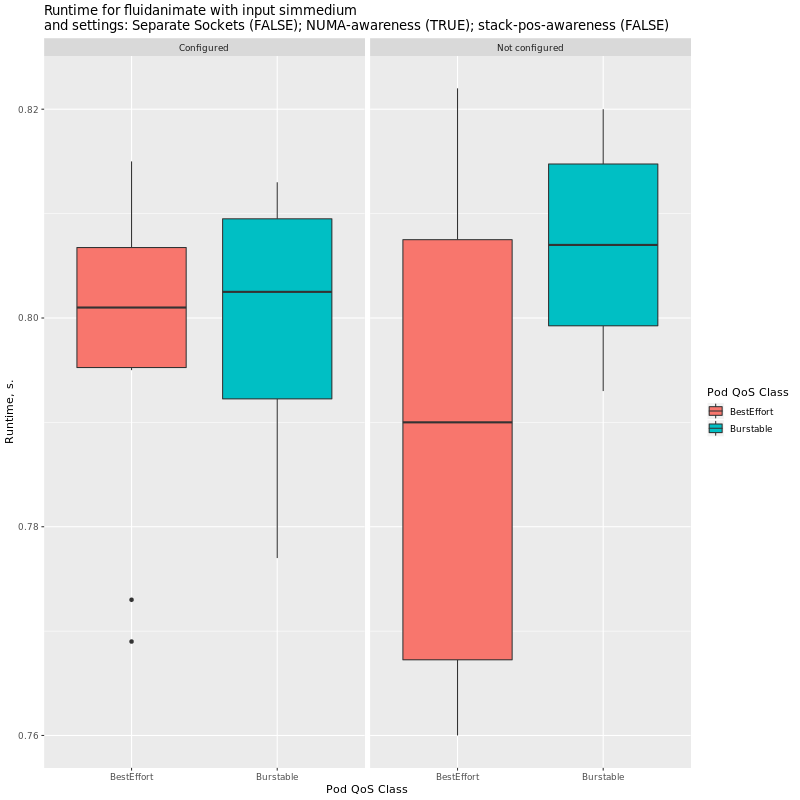 Runtime for fluidanimate with input simmedium
and settings: Separate Sockets (FALSE); NUMA-awareness (TRUE); stack-pos-awareness (FALSE)
Configured
Not configured
0.82
0.80
0.78
0.76
Runtime, s.
BestEffort
Burstable
BestEffort
Burstable
Pod QoS Class
Pod QoS Class
BestEffort
Burstable